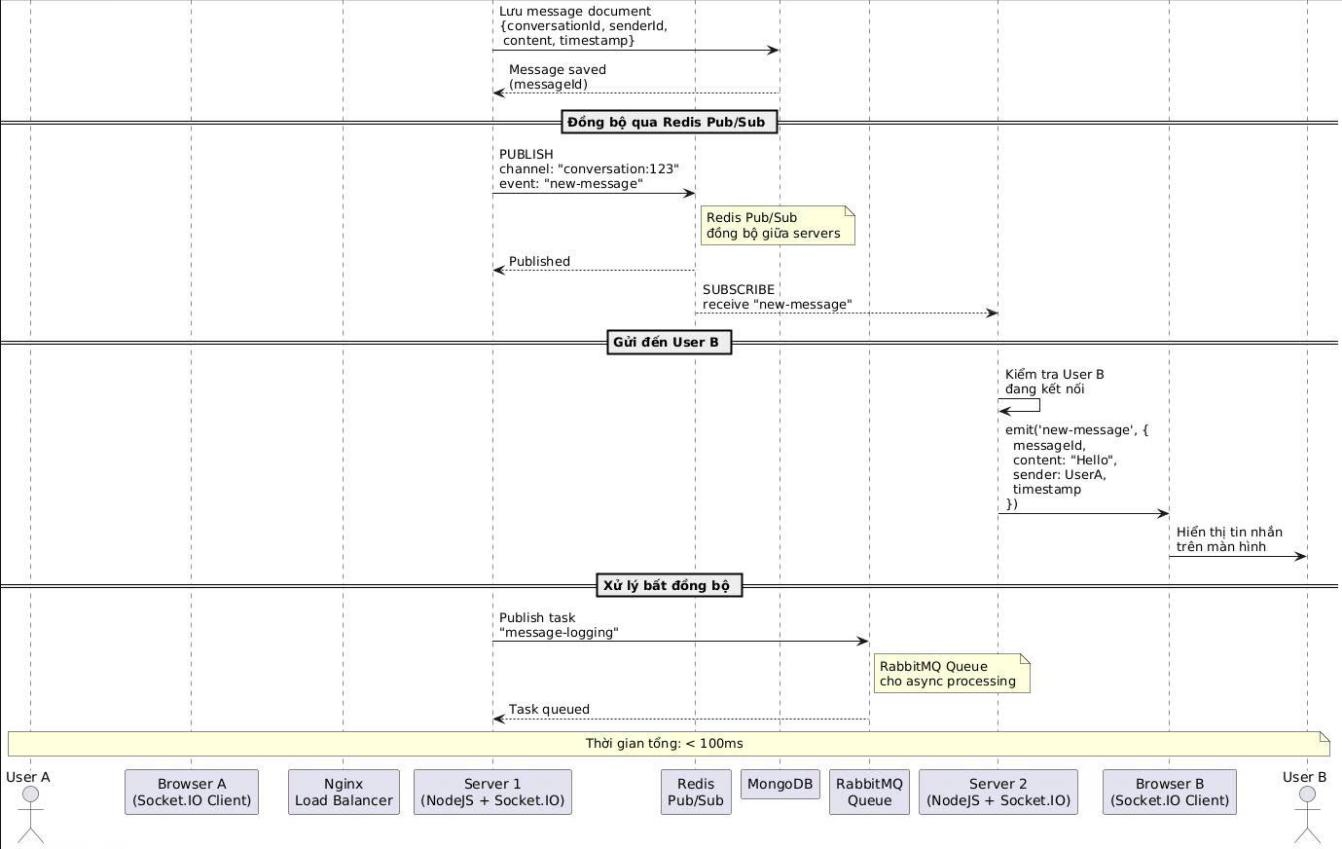 Lưu message document
{conversationId, senderId,
content, timestamp}
Message saved
(messageId)
Đồng bộ qua Redis Pub/Sub
PUBLISH
channel: "conversation:123"
event: "new-message"
Redis Pub/Sub
đồng bộ giữa servers
Published
SUBSCRIBE
receive "new-message"
Gửi đến User B
Kiểm tra User B
đang kết nối
emit('new-message', {
messageId,
content: "Hello",
sender: UserA,
timestamp
})
Hiển thị tin nhắn
trên màn hình
Xử lý bất đồng bộ
Publish task
"message-logging"
RabbitMQ Queue
cho async processing
Task queued
Thời gian tổng: < 100ms
User A
Browser A
(Socket.IO Client)
Nginx
Load Balancer
Server 1
(NodeJS + Socket.IO)
Redis
Pub/Sub
MongoDB
RabbitMQ
Queue
Server 2
(NodeJS + Socket.IO)
Browser B
(Socket.IO Client)
User B